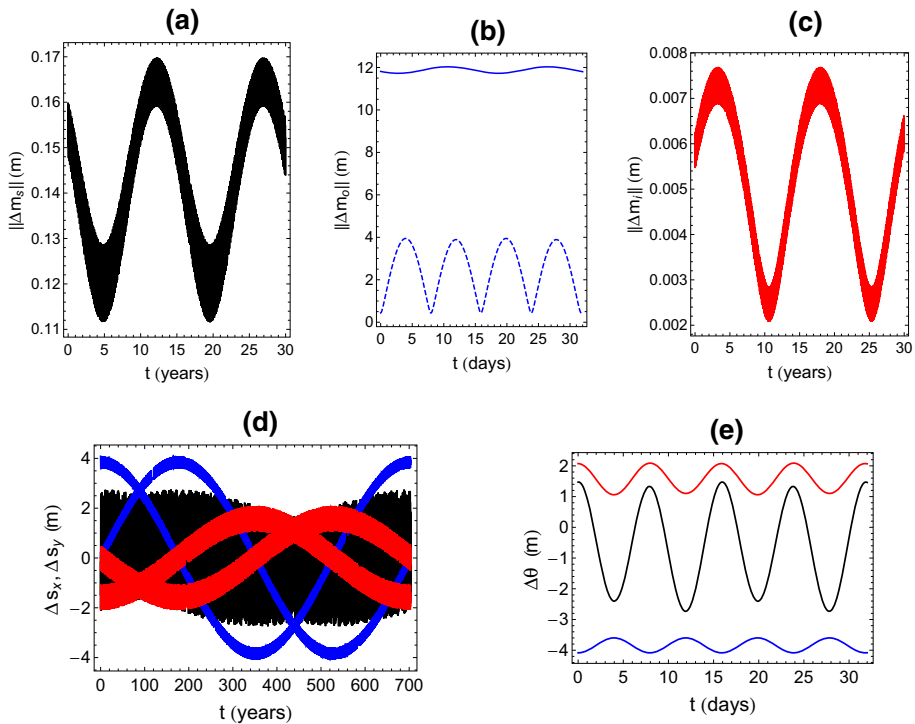 (a)
||Δm_s|| (m)
0.17
0.16
0.15
0.14
0.13
0.12
0.11
0 5 10 15 20 25 30
t (years)
(b)
||Δm_o|| (m)
12
10
8
6
4
2
0
0 5 10 15 20 25 30
t (days)
(c)
||Δm_i|| (m)
0.008
0.007
0.006
0.005
0.004
0.003
0.002
0 5 10 15 20 25 30
t (years)
(d)
Δs_x, Δs_y (m)
4
2
0
−2
−4
0 100 200 300 400 500 600 700
t (years)
(e)
Δθ (m)
2
1
0
−1
−2
−3
−4
0 5 10 15 20 25 30
t (days)